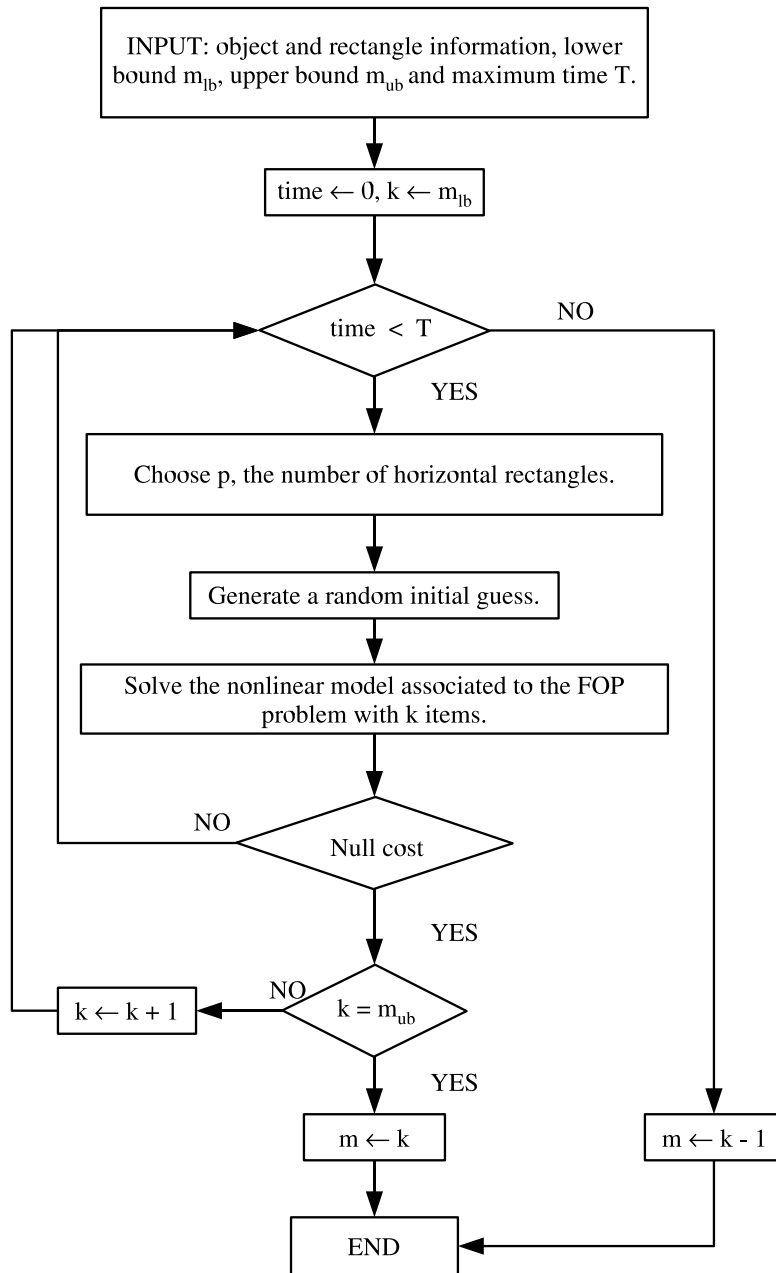 INPUT: object and rectangle information, lower
bound m_lb, upper bound m_ub and maximum time T.
time ← 0, k ← m_lb
time < T
NO
YES
Choose p, the number of horizontal rectangles.
Generate a random initial guess.
Solve the nonlinear model associated to the FOP
problem with k items.
NO
Null cost
YES
NO
k ← k + 1
k = m_ub
YES
m ← k
m ← k - 1
END